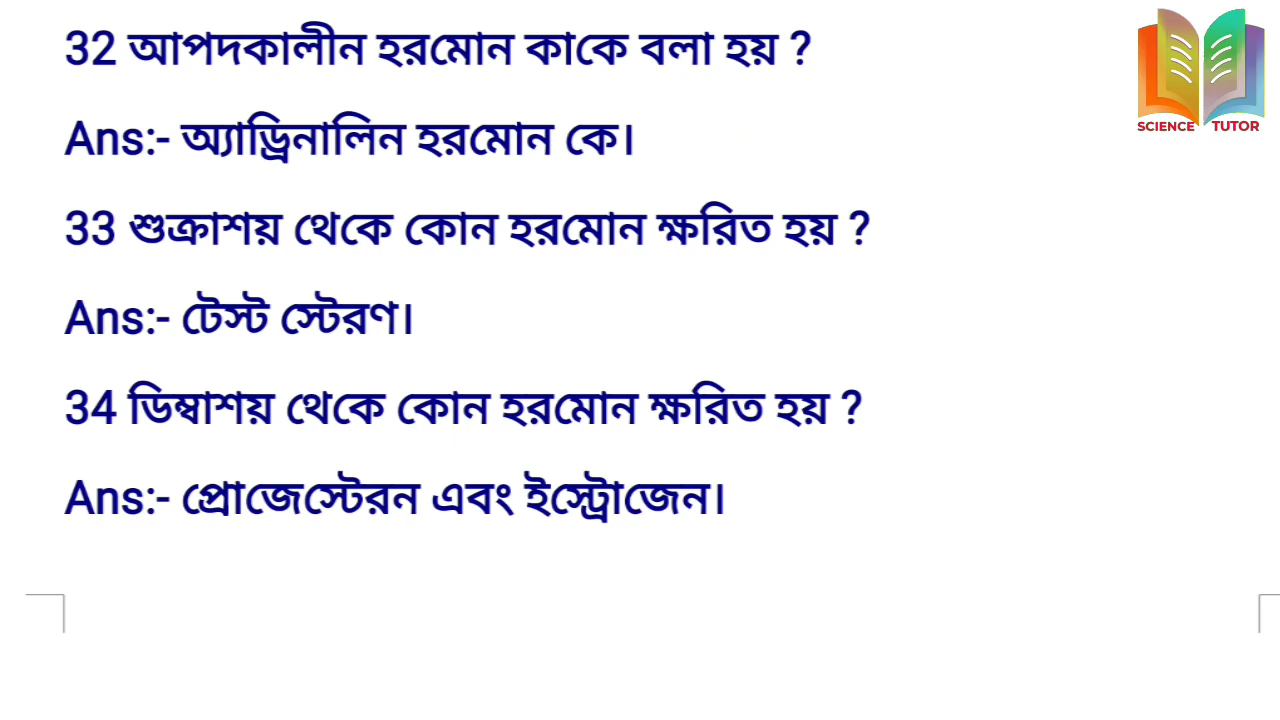 32 আপদকালীন হরমোন কাকে বলা হয় ?
Ans:- অ্যাড্রিনালিন হরমোন কে।
33 শুক্রাশয় থেকে কোন হরমোন ক্ষরিত হয় ?
Ans:- টেস্ট স্টেরণ।
34 ডিম্বাশয় থেকে কোন হরমোন ক্ষরিত হয় ?
Ans:- প্রোজেস্টেরন এবং ইস্ট্রোজেন।
SCIENCE TUTOR